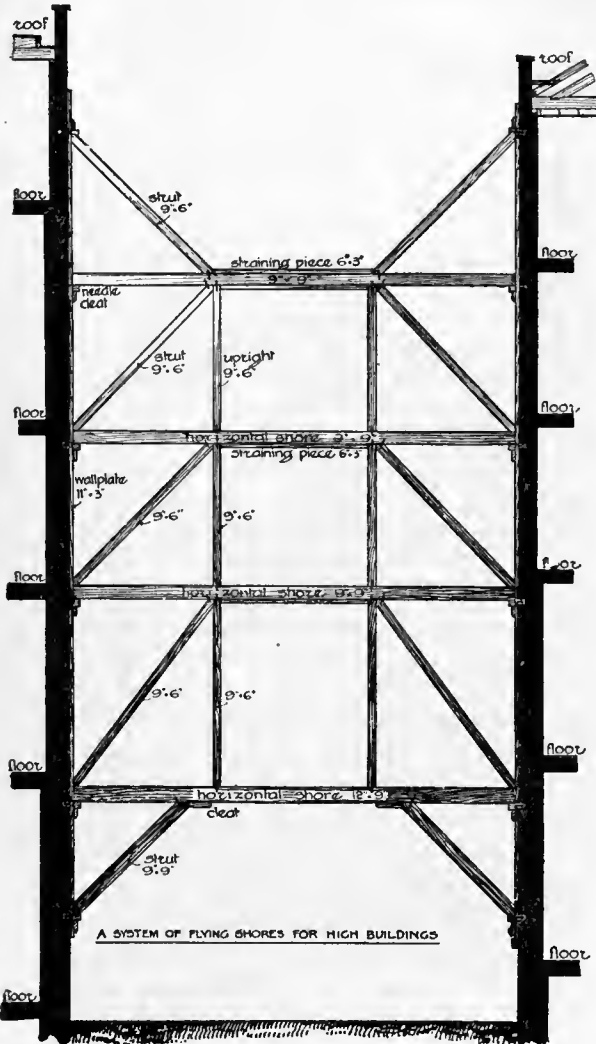 roof
roof
floor
strut
9"·6"
floor
straining piece 6"·3"
9"·9"
needle
cleat
strut
9"·6"
upright
9"·6"
floor
floor
horizontal shore 9"·9"
straining piece 6"·3"
wallplate
11"·3"
9"·6"
9"·6"
floor
floor
horizontal shore 9"·9"
9"·6"
9"·6"
floor
floor
horizontal shore 12"·9"
cleat
strut
9"·9"
A SYSTEM OF FLYING SHORES FOR HIGH BUILDINGS
floor
floor